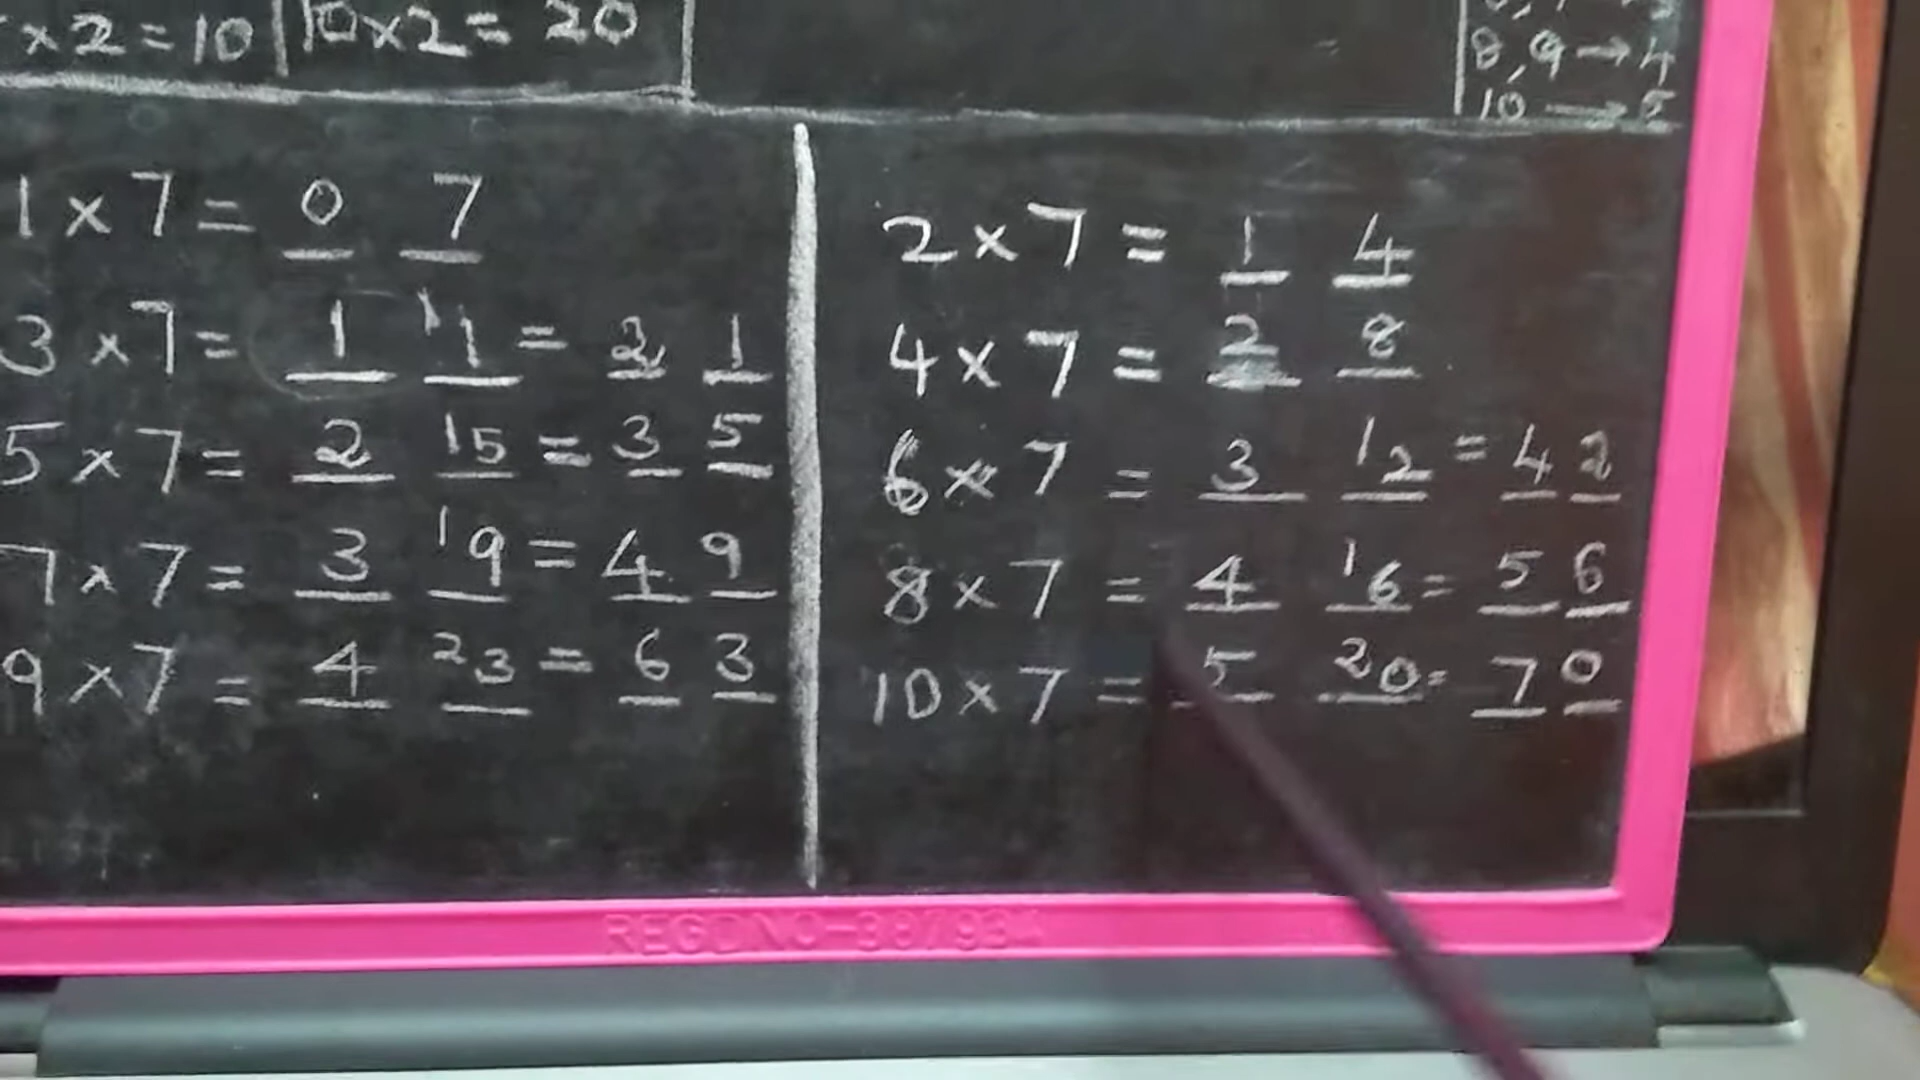 ×2=10 | 10×2= 20
8,9→4
10→5
1×7= 0 7
3×7= 1 11 = 2 1
5×7= 2 15 = 3 5
7×7= 3 19 = 4 9
9×7= 4 23 = 6 3
2×7 = 1 4
4×7 = 2 8
6×7 = 3 12 = 4 2
8×7 = 4 16 = 5 6
10×7 = 5 20 = 7 0